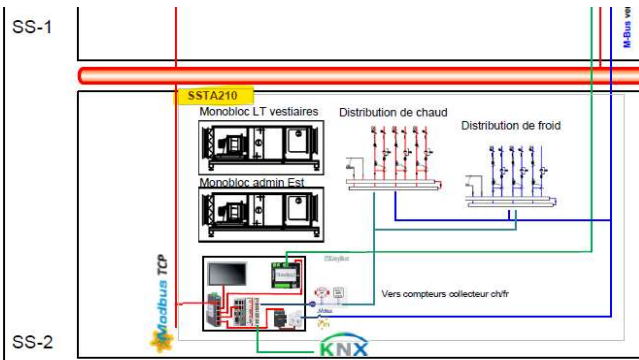 SS-1
M-Bus ver
SSTA210
Monobloc LT vestiaires
Distribution de chaud
Distribution de froid
Monobloc admin Est
Modbus TCP
Vers compteurs collecteur ch/fr
SS-2
KNX